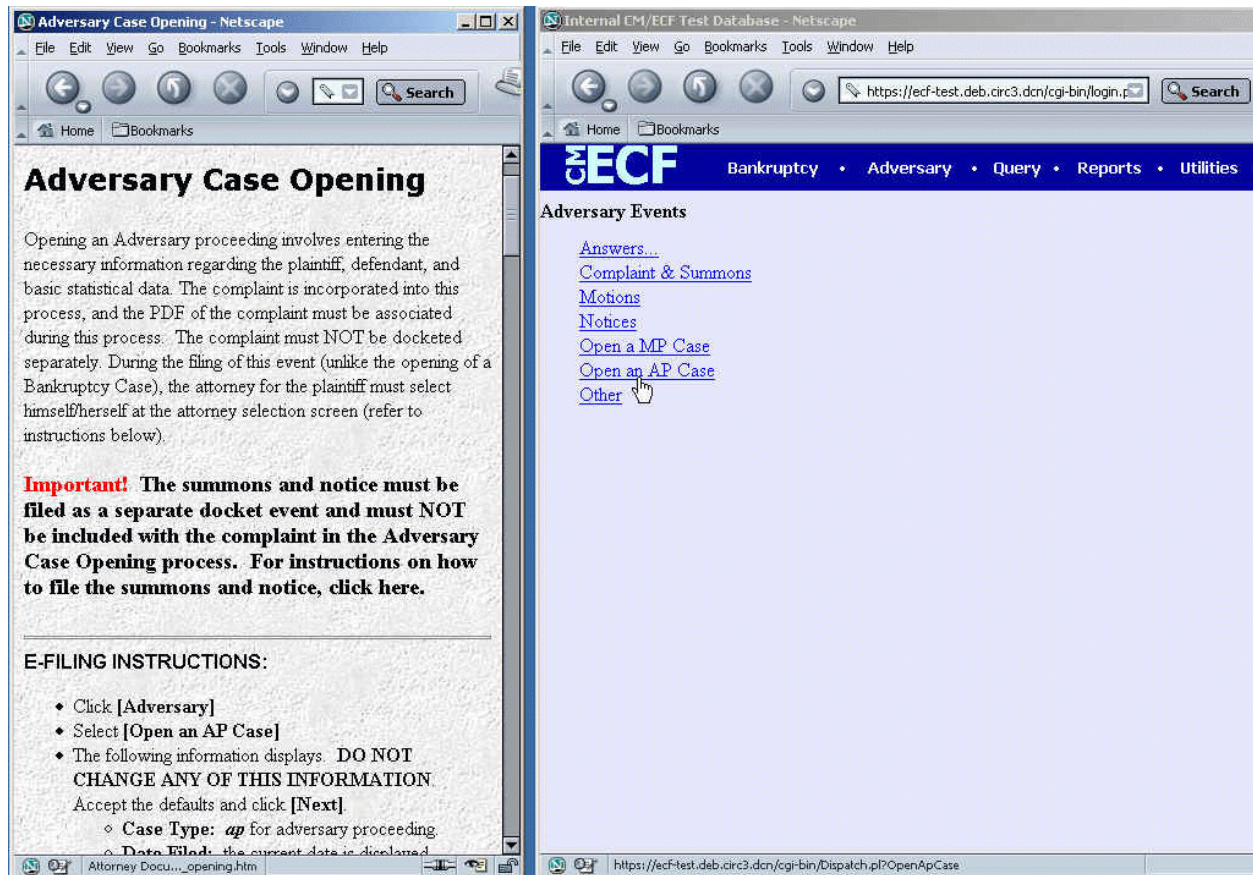 Adversary Case Opening - Netscape
File Edit View Go Bookmarks Tools Window Help
Search
Home Bookmarks
Adversary Case Opening
Opening an Adversary proceeding involves entering the
necessary information regarding the plaintiff, defendant, and
basic statistical data. The complaint is incorporated into this
process, and the PDF of the complaint must be associated
during this process. The complaint must NOT be docketed
separately. During the filing of this event (unlike the opening of a
Bankruptcy Case), the attorney for the plaintiff must select
himself/herself at the attorney selection screen (refer to
instructions below).
Important! The summons and notice must be
filed as a separate docket event and must NOT
be included with the complaint in the Adversary
Case Opening process. For instructions on how
to file the summons and notice, click here.
E-FILING INSTRUCTIONS:
• Click [Adversary]
• Select [Open an AP Case]
• The following information displays. DO NOT
CHANGE ANY OF THIS INFORMATION.
Accept the defaults and click [Next].
○ Case Type: ap for adversary proceeding.
○ Date Filed: the current date is displayed
Attorney Docu..._opening.htm
Internal CM/ECF Test Database - Netscape
File Edit View Go Bookmarks Tools Window Help
https://ecf-test.deb.circ3.dcn/cgi-bin/login.p
Search
Home Bookmarks
CM ECF Bankruptcy • Adversary • Query • Reports • Utilities
Adversary Events
Answers...
Complaint & Summons
Motions
Notices
Open a MP Case
Open an AP Case
Other
https://ecf-test.deb.circ3.dcn/cgi-bin/Dispatch.pl?OpenApCase